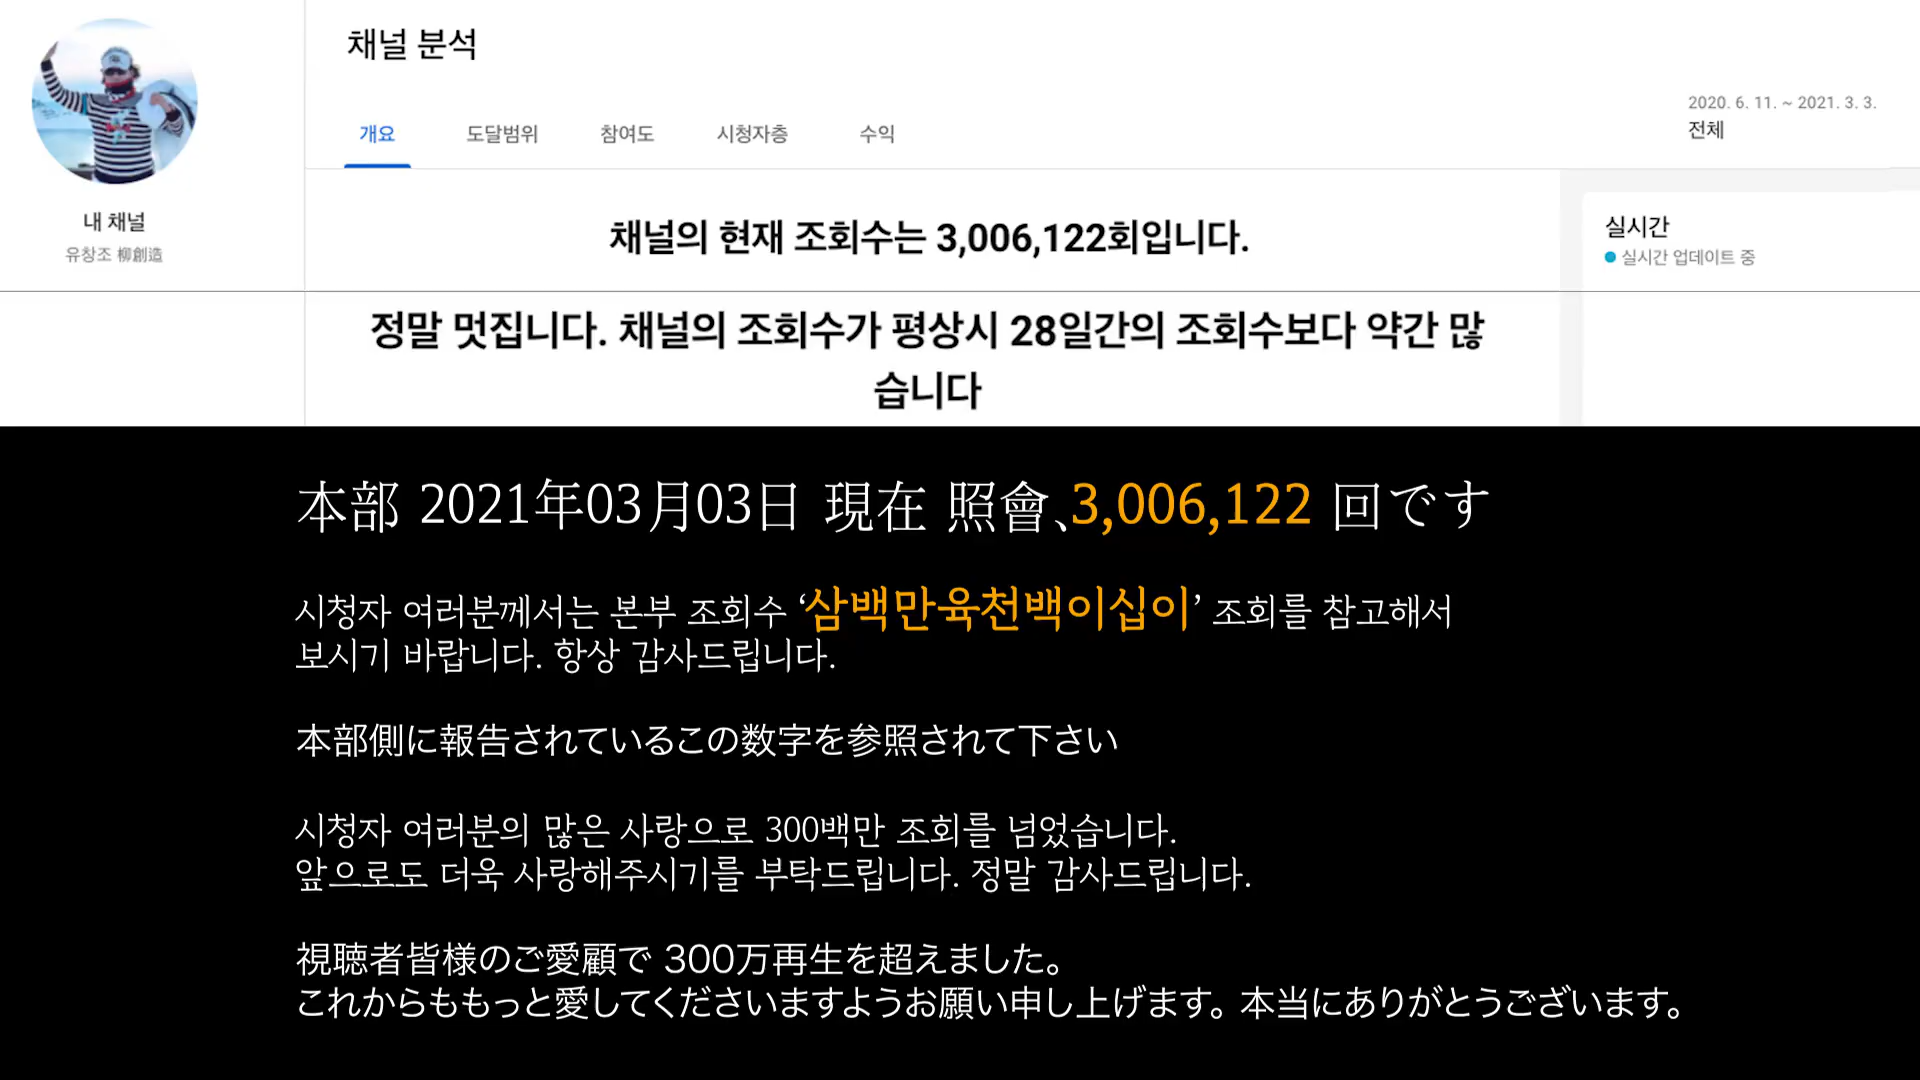 채널 분석
2020. 6. 11. ~ 2021. 3. 3.
전체
개요 도달범위 참여도 시청자층 수익
내 채널
유창조 柳創造
채널의 현재 조회수는 3,006,122회입니다.
실시간
실시간 업데이트 중
정말 멋집니다. 채널의 조회수가 평상시 28일간의 조회수보다 약간 많
습니다
本部 2021年03月03日 現在 照會、3,006,122 回です
시청자 여러분께서는 본부 조회수 ‘삼백만육천백이십이’ 조회를 참고해서
보시기 바랍니다. 항상 감사드립니다.
本部側に報告されているこの数字を参照されて下さい
시청자 여러분의 많은 사랑으로 300백만 조회를 넘었습니다.
앞으로도 더욱 사랑해주시기를 부탁드립니다. 정말 감사드립니다.
視聴者皆様のご愛顧で 300万再生を超えました。
これからももっと愛してくださいますようお願い申し上げます。本当にありがとうございます。